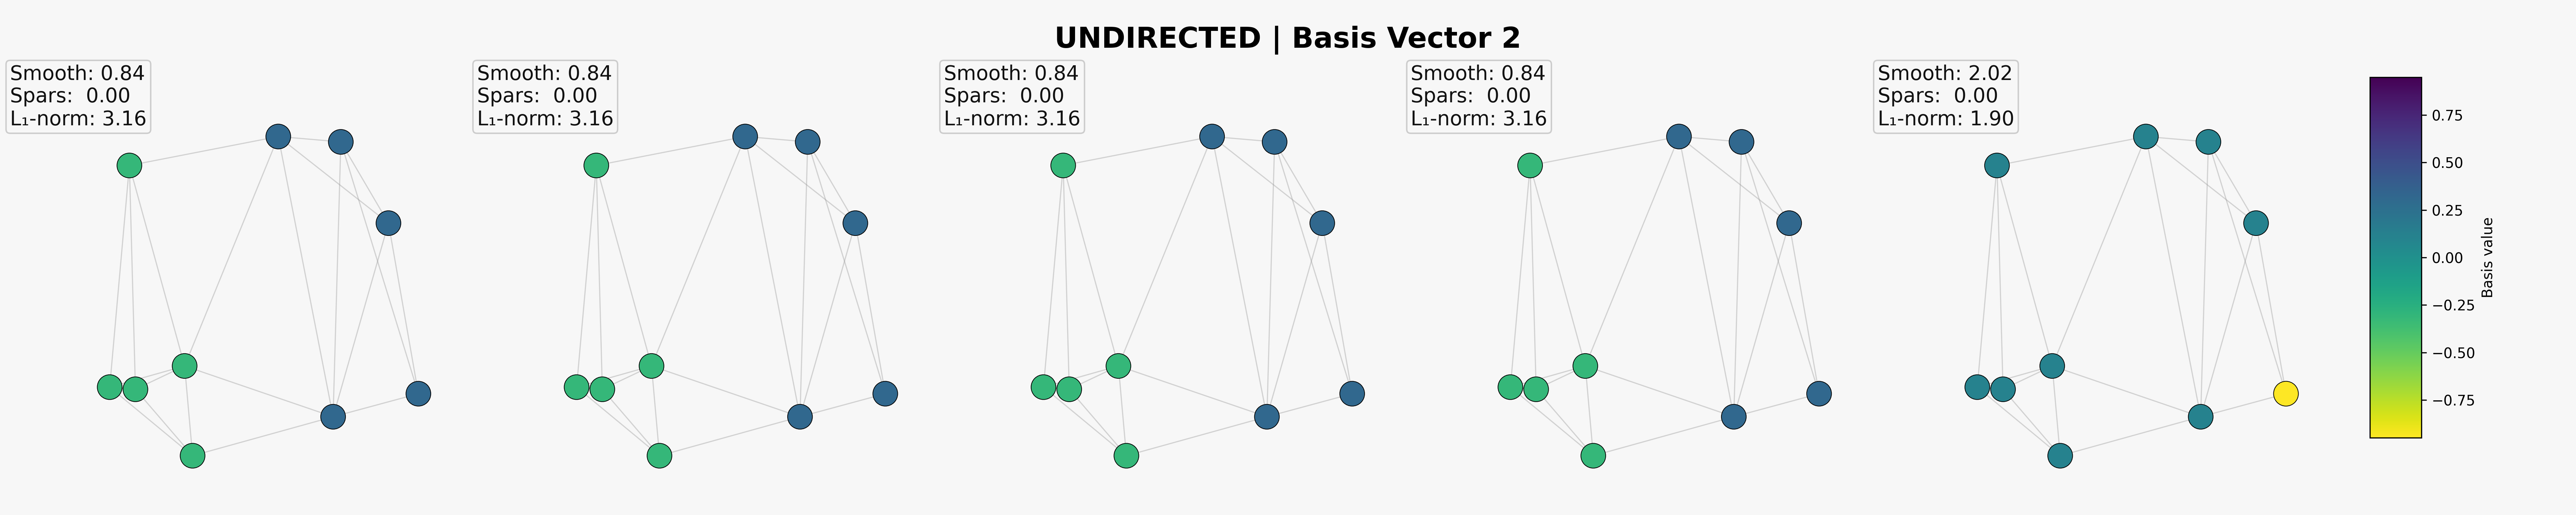 UNDIRECTED | Basis Vector 2
Smooth: 0.84
Spars:  0.00
L₁-norm: 3.16
Smooth: 0.84
Spars:  0.00
L₁-norm: 3.16
Smooth: 0.84
Spars:  0.00
L₁-norm: 3.16
Smooth: 0.84
Spars:  0.00
L₁-norm: 3.16
Smooth: 2.02
Spars:  0.00
L₁-norm: 1.90
0.75
0.50
0.25
0.00
−0.25
−0.50
−0.75
Basis value